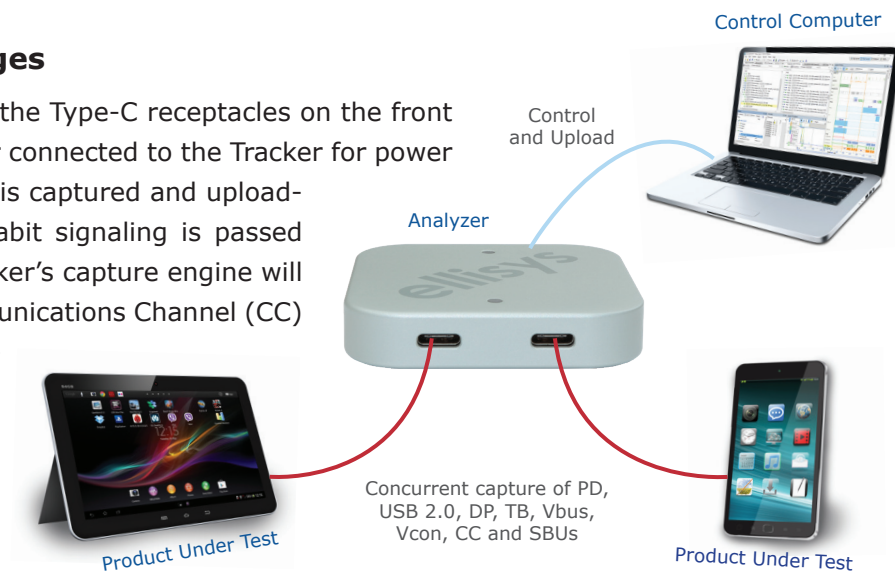 ges
the Type-C receptacles on the front
connected to the Tracker for power
is captured and upload-
abit signaling is passed
ker's capture engine will
unications Channel (CC)
Control Computer
Control
and Upload
Analyzer
ellisys
Product Under Test
Concurrent capture of PD,
USB 2.0, DP, TB, Vbus,
Vcon, CC and SBUs
Product Under Test